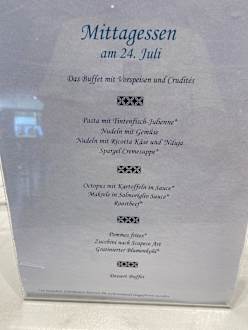 Mittagessen
am 24. Juli
Das Buffet mit Vorspeisen und Crudités
Pasta mit Tintenfisch-Julienne*
Nudeln mit Gemüse
Nudeln mit Ricotta Käse und Nduja
Spargel Cremesuppe*
Octopus mit Kartoffeln in Sauce*
Makrele in Salmoriglio Sauce*
Roastbeef*
Pommes frites*
Zucchini nach Scapece Art
Gratinierter Blumenkohl*
Dessert Buffet